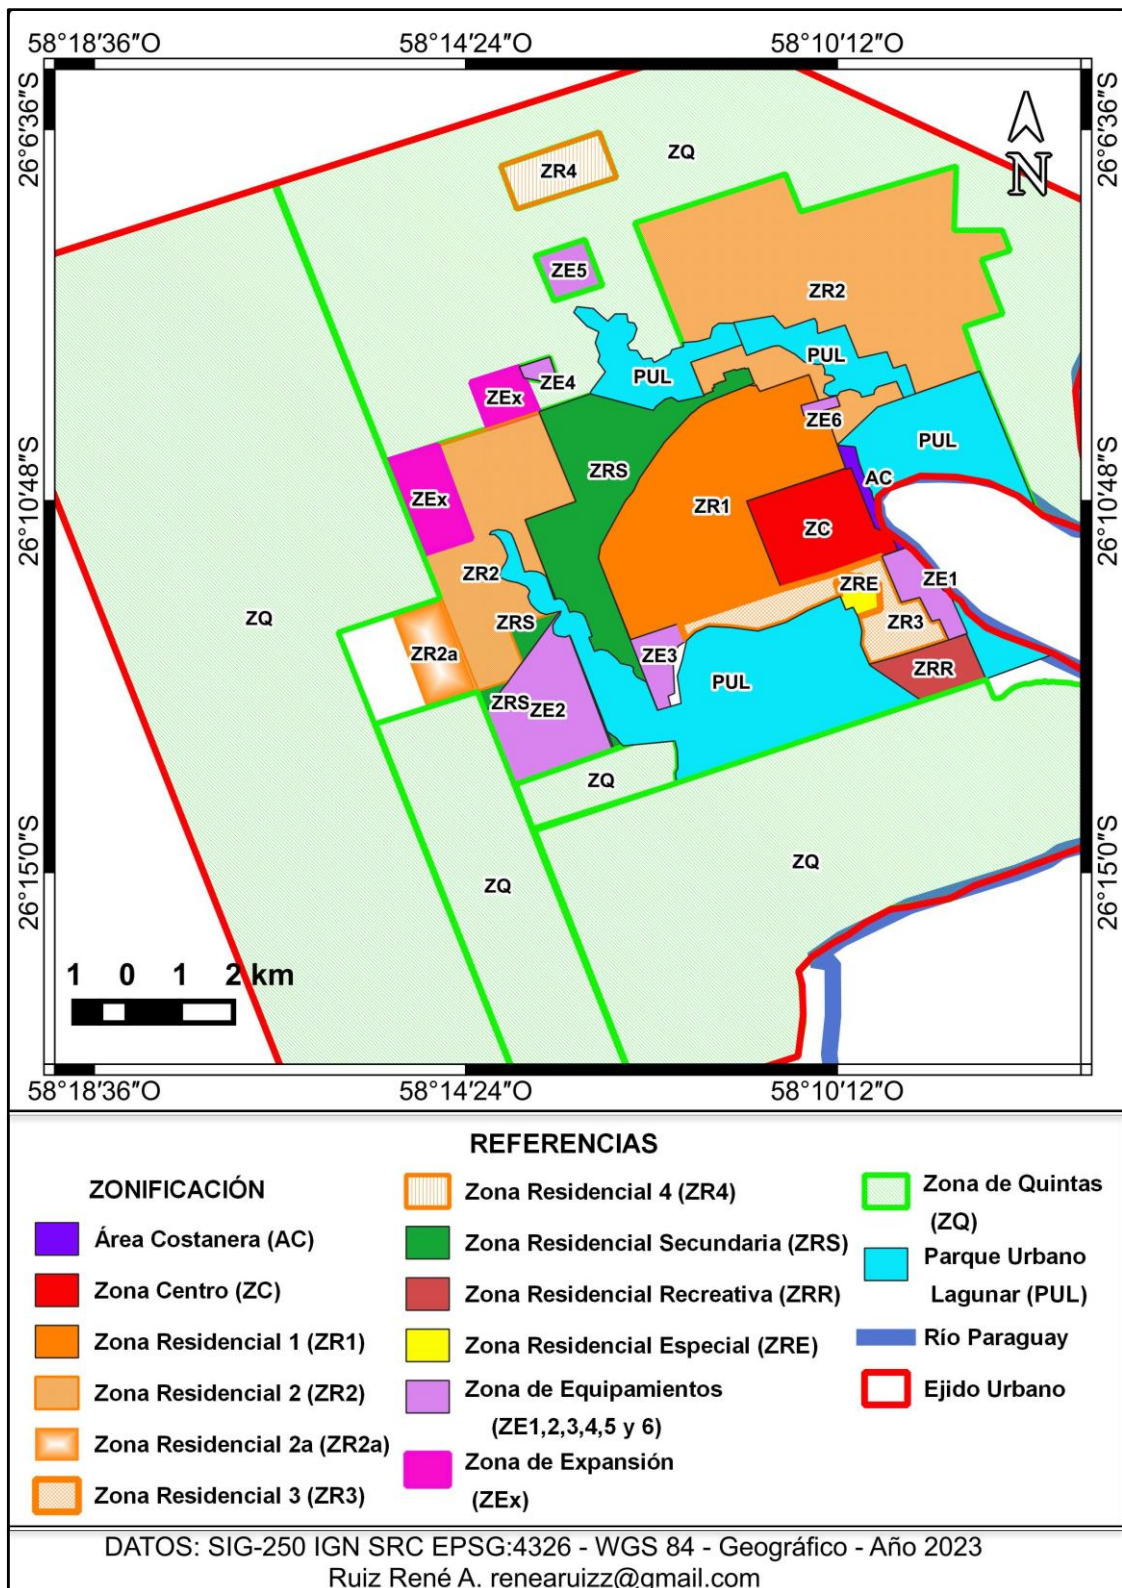 58°18'36"O 58°14'24"O 58°10'12"O
26°6'36"S 26°6'36"S
N
ZQ
ZR4
ZE5
ZR2
PUL
PUL
ZE4
ZEx
ZE6
PUL
ZRS
AC
ZEx
ZR1
ZC
26°10'48"S 26°10'48"S
ZR2
ZRE
ZE1
ZQ
ZRS
ZR3
ZR2a
ZE3
ZRR
PUL
ZRS
ZE2
ZQ
ZQ
ZQ
26°15'0"S 26°15'0"S
1 0 1 2 km
58°18'36"O 58°14'24"O 58°10'12"O
REFERENCIAS
ZONIFICACIÓN
Área Costanera (AC)
Zona Centro (ZC)
Zona Residencial 1 (ZR1)
Zona Residencial 2 (ZR2)
Zona Residencial 2a (ZR2a)
Zona Residencial 3 (ZR3)
Zona Residencial 4 (ZR4)
Zona Residencial Secundaria (ZRS)
Zona Residencial Recreativa (ZRR)
Zona Residencial Especial (ZRE)
Zona de Equipamientos
(ZE1,2,3,4,5 y 6)
Zona de Expansión
(ZEx)
Zona de Quintas
(ZQ)
Parque Urbano
Lagunar (PUL)
Río Paraguay
Ejido Urbano
DATOS: SIG-250 IGN SRC EPSG:4326 - WGS 84 - Geográfico - Año 2023
Ruiz René A. renearuizz@gmail.com